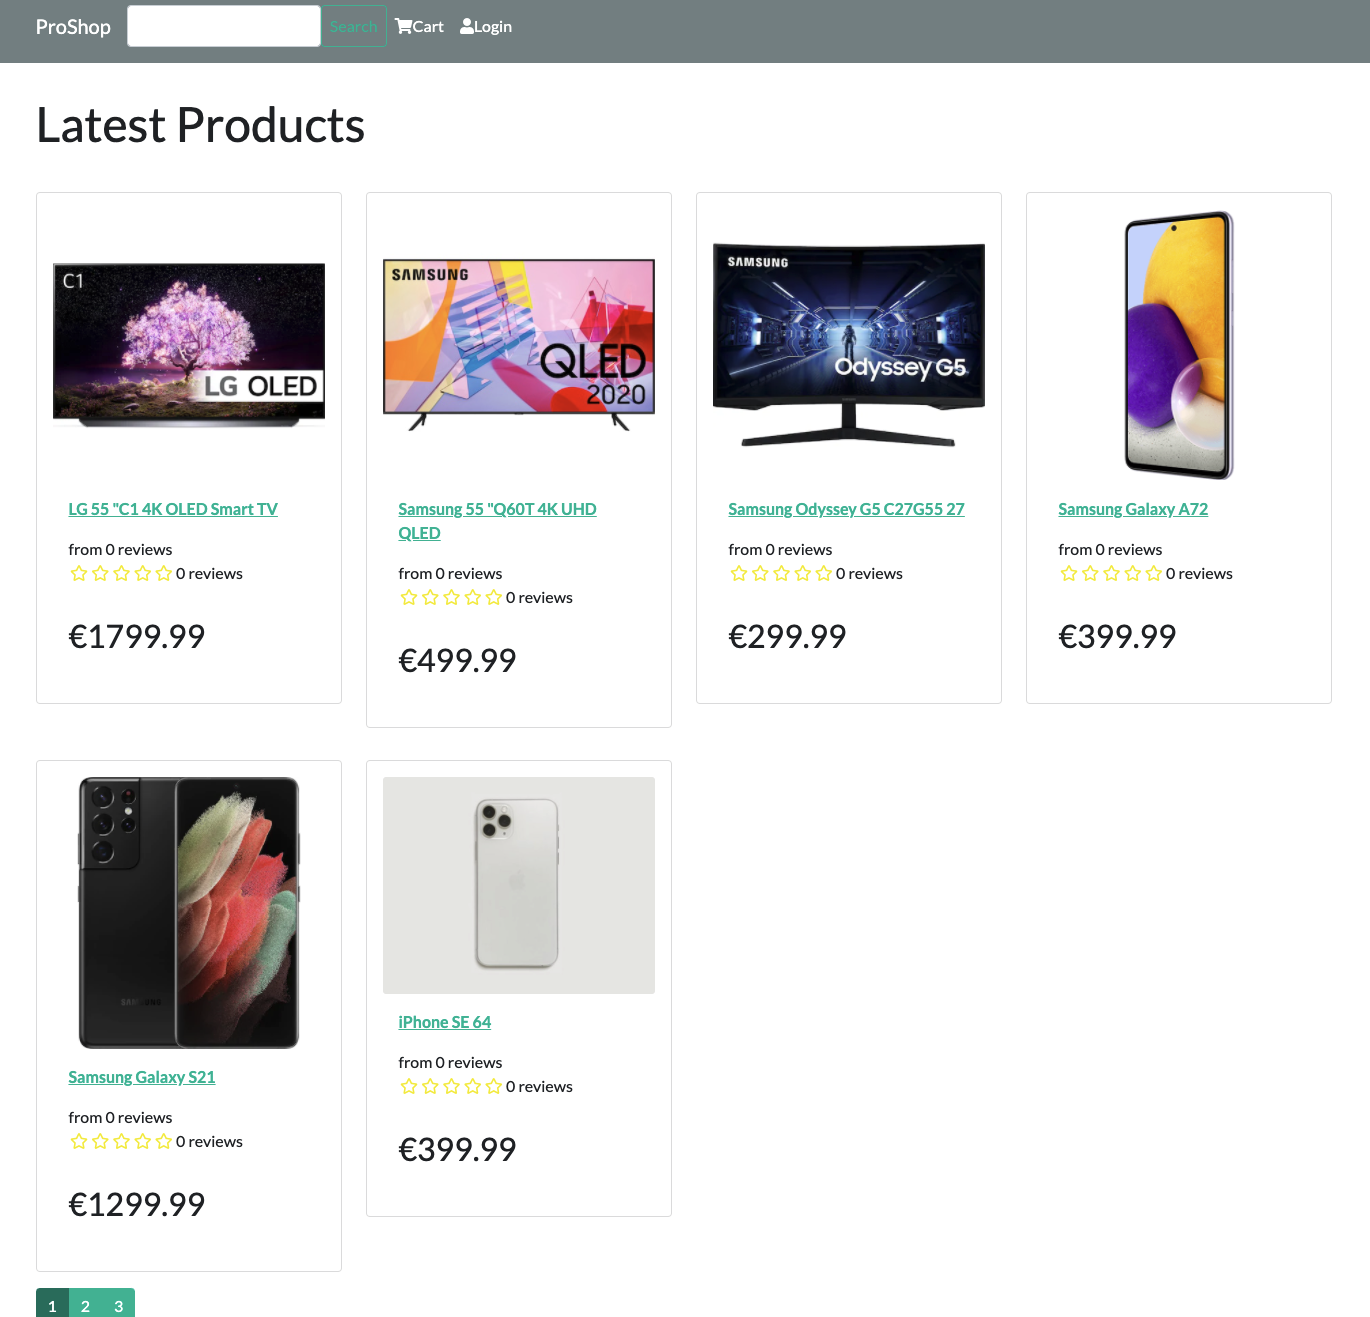 ProShop Search Cart Login
Latest Products
C1
LG OLED
LG 55 "C1 4K OLED Smart TV
from 0 reviews
0 reviews
€1799.99
SAMSUNG
QLED
2020
Samsung 55 "Q60T 4K UHD
QLED
from 0 reviews
0 reviews
€499.99
SAMSUNG
Odyssey G5
Samsung Odyssey G5 C27G55 27
from 0 reviews
0 reviews
€299.99
Samsung Galaxy A72
from 0 reviews
0 reviews
€399.99
SAMSUNG
Samsung Galaxy S21
from 0 reviews
0 reviews
€1299.99
iPhone SE 64
from 0 reviews
0 reviews
€399.99
1 2 3